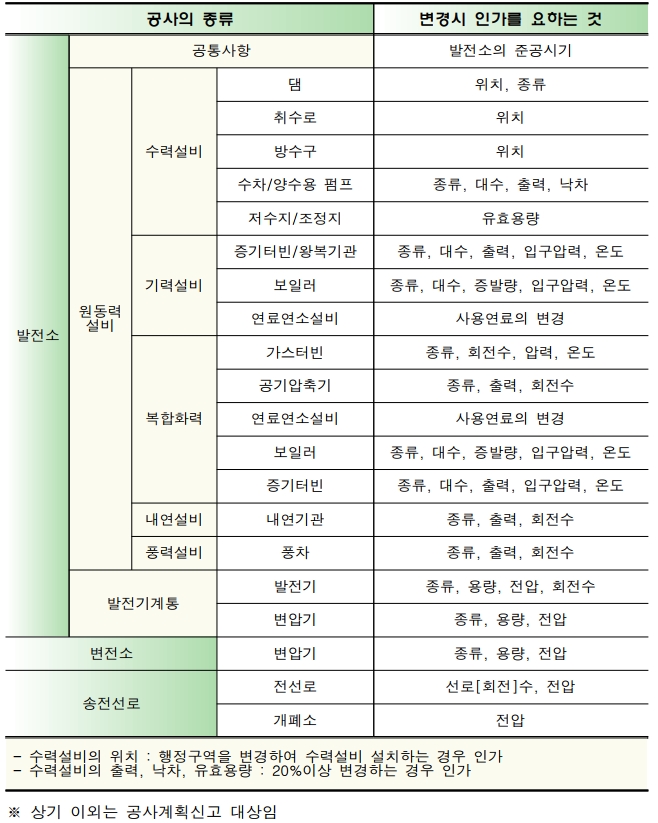 공사의 종류 변경시 인가를 요하는 것
발전소 공통사항 발전소의 준공시기
원동력 설비 수력설비 댐 위치, 종류
취수로 위치
방수구 위치
수차/양수용 펌프 종류, 대수, 출력, 낙차
저수지/조정지 유효용량
기력설비 증기터빈/왕복기관 종류, 대수, 출력, 입구압력, 온도
보일러 종류, 대수, 증발량, 입구압력, 온도
연료연소설비 사용연료의 변경
복합화력 가스터빈 종류, 회전수, 압력, 온도
공기압축기 종류, 출력, 회전수
연료연소설비 사용연료의 변경
보일러 종류, 대수, 증발량, 입구압력, 온도
증기터빈 종류, 대수, 출력, 입구압력, 온도
내연설비 내연기관 종류, 출력, 회전수
풍력설비 풍차 종류, 출력, 회전수
발전기계통 발전기 종류, 용량, 전압, 회전수
변압기 종류, 용량, 전압
변전소 변압기 종류, 용량, 전압
송전선로 전선로 선로[회전]수, 전압
개폐소 전압
- 수력설비의 위치 : 행정구역을 변경하여 수력설비 설치하는 경우 인가
- 수력설비의 출력, 낙차, 유효용량 : 20%이상 변경하는 경우 인가
※ 상기 이외는 공사계획신고 대상임